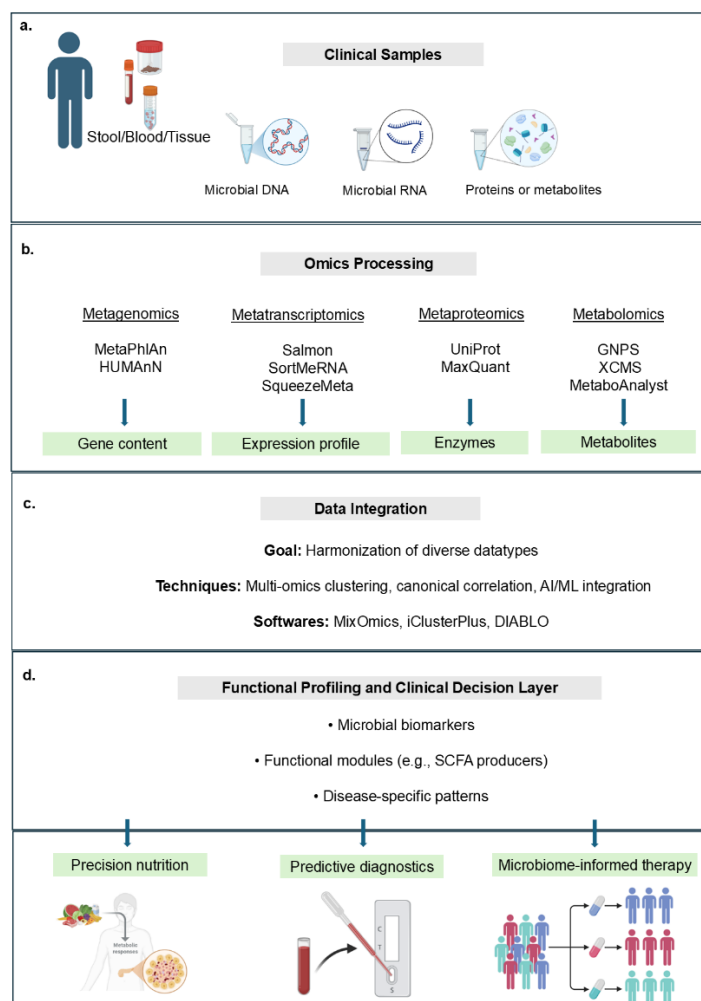 a.
Clinical Samples
Stool/Blood/Tissue
Microbial DNA
Microbial RNA
Proteins or metabolites
b.
Omics Processing
Metagenomics
MetaPhlAn
HUMAnN
Gene content
Metatranscriptomics
Salmon
SortMeRNA
SqueezeMeta
Expression profile
Metaproteomics
UniProt
MaxQuant
Enzymes
Metabolomics
GNPS
XCMS
MetaboAnalyst
Metabolites
c.
Data Integration
Goal: Harmonization of diverse datatypes
Techniques: Multi-omics clustering, canonical correlation, AI/ML integration
Softwares: MixOmics, iClusterPlus, DIABLO
d.
Functional Profiling and Clinical Decision Layer
• Microbial biomarkers
• Functional modules (e.g., SCFA producers)
• Disease-specific patterns
Precision nutrition
Metabolic
responses
Predictive diagnostics
C
T
S
Microbiome-informed therapy